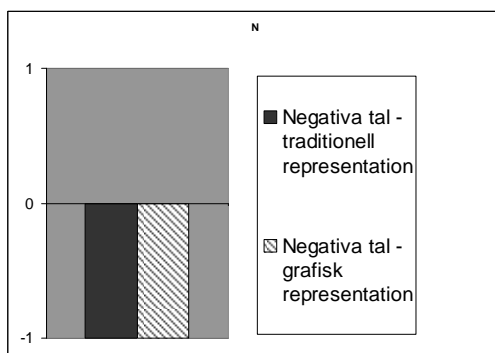 N
1
0
-1
Negativa tal -
traditionell
representation
Negativa tal -
grafisk
representation